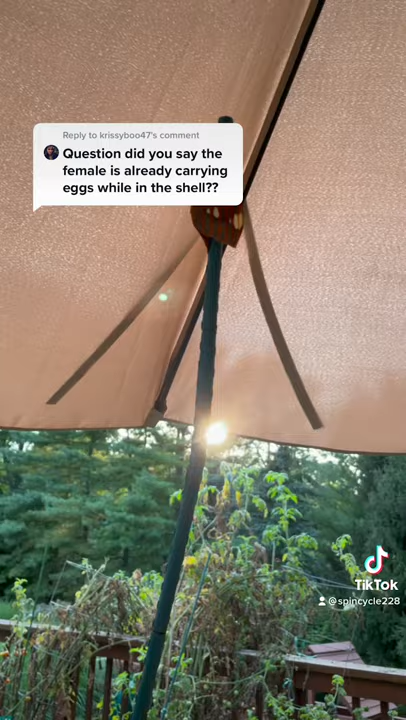 Reply to krissyboo47's comment
Question did you say the
female is already carrying
eggs while in the shell??
TikTok
@spincycle228